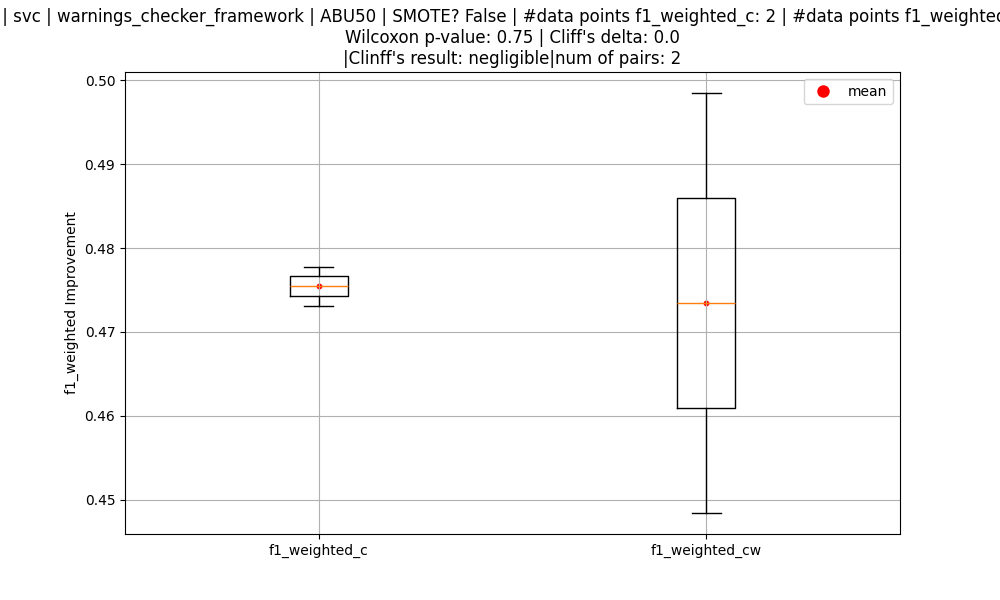 | svc | warnings_checker_framework | ABU50 | SMOTE? False | #data points f1_weighted_c: 2 | #data points
Wilcoxon p-value: 0.75 | Cliff's delta: 0.0
|Clinff's result: negligible|num of pairs: 2
mean
0.50
0.49
0.48
0.47
0.46
0.45
f1_weighted Improvement
f1_weighted_c
f1_weighted_cw